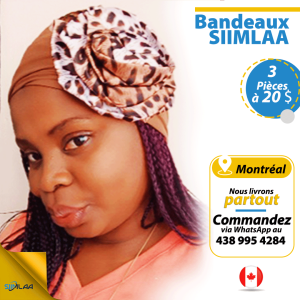 Bandeaux
SIIMLAA
3
Pièces
à 20 $
Montréal
Nous livrons
partout
Commandez
via WhatsApp au
438 995 4284
SIIMLAA